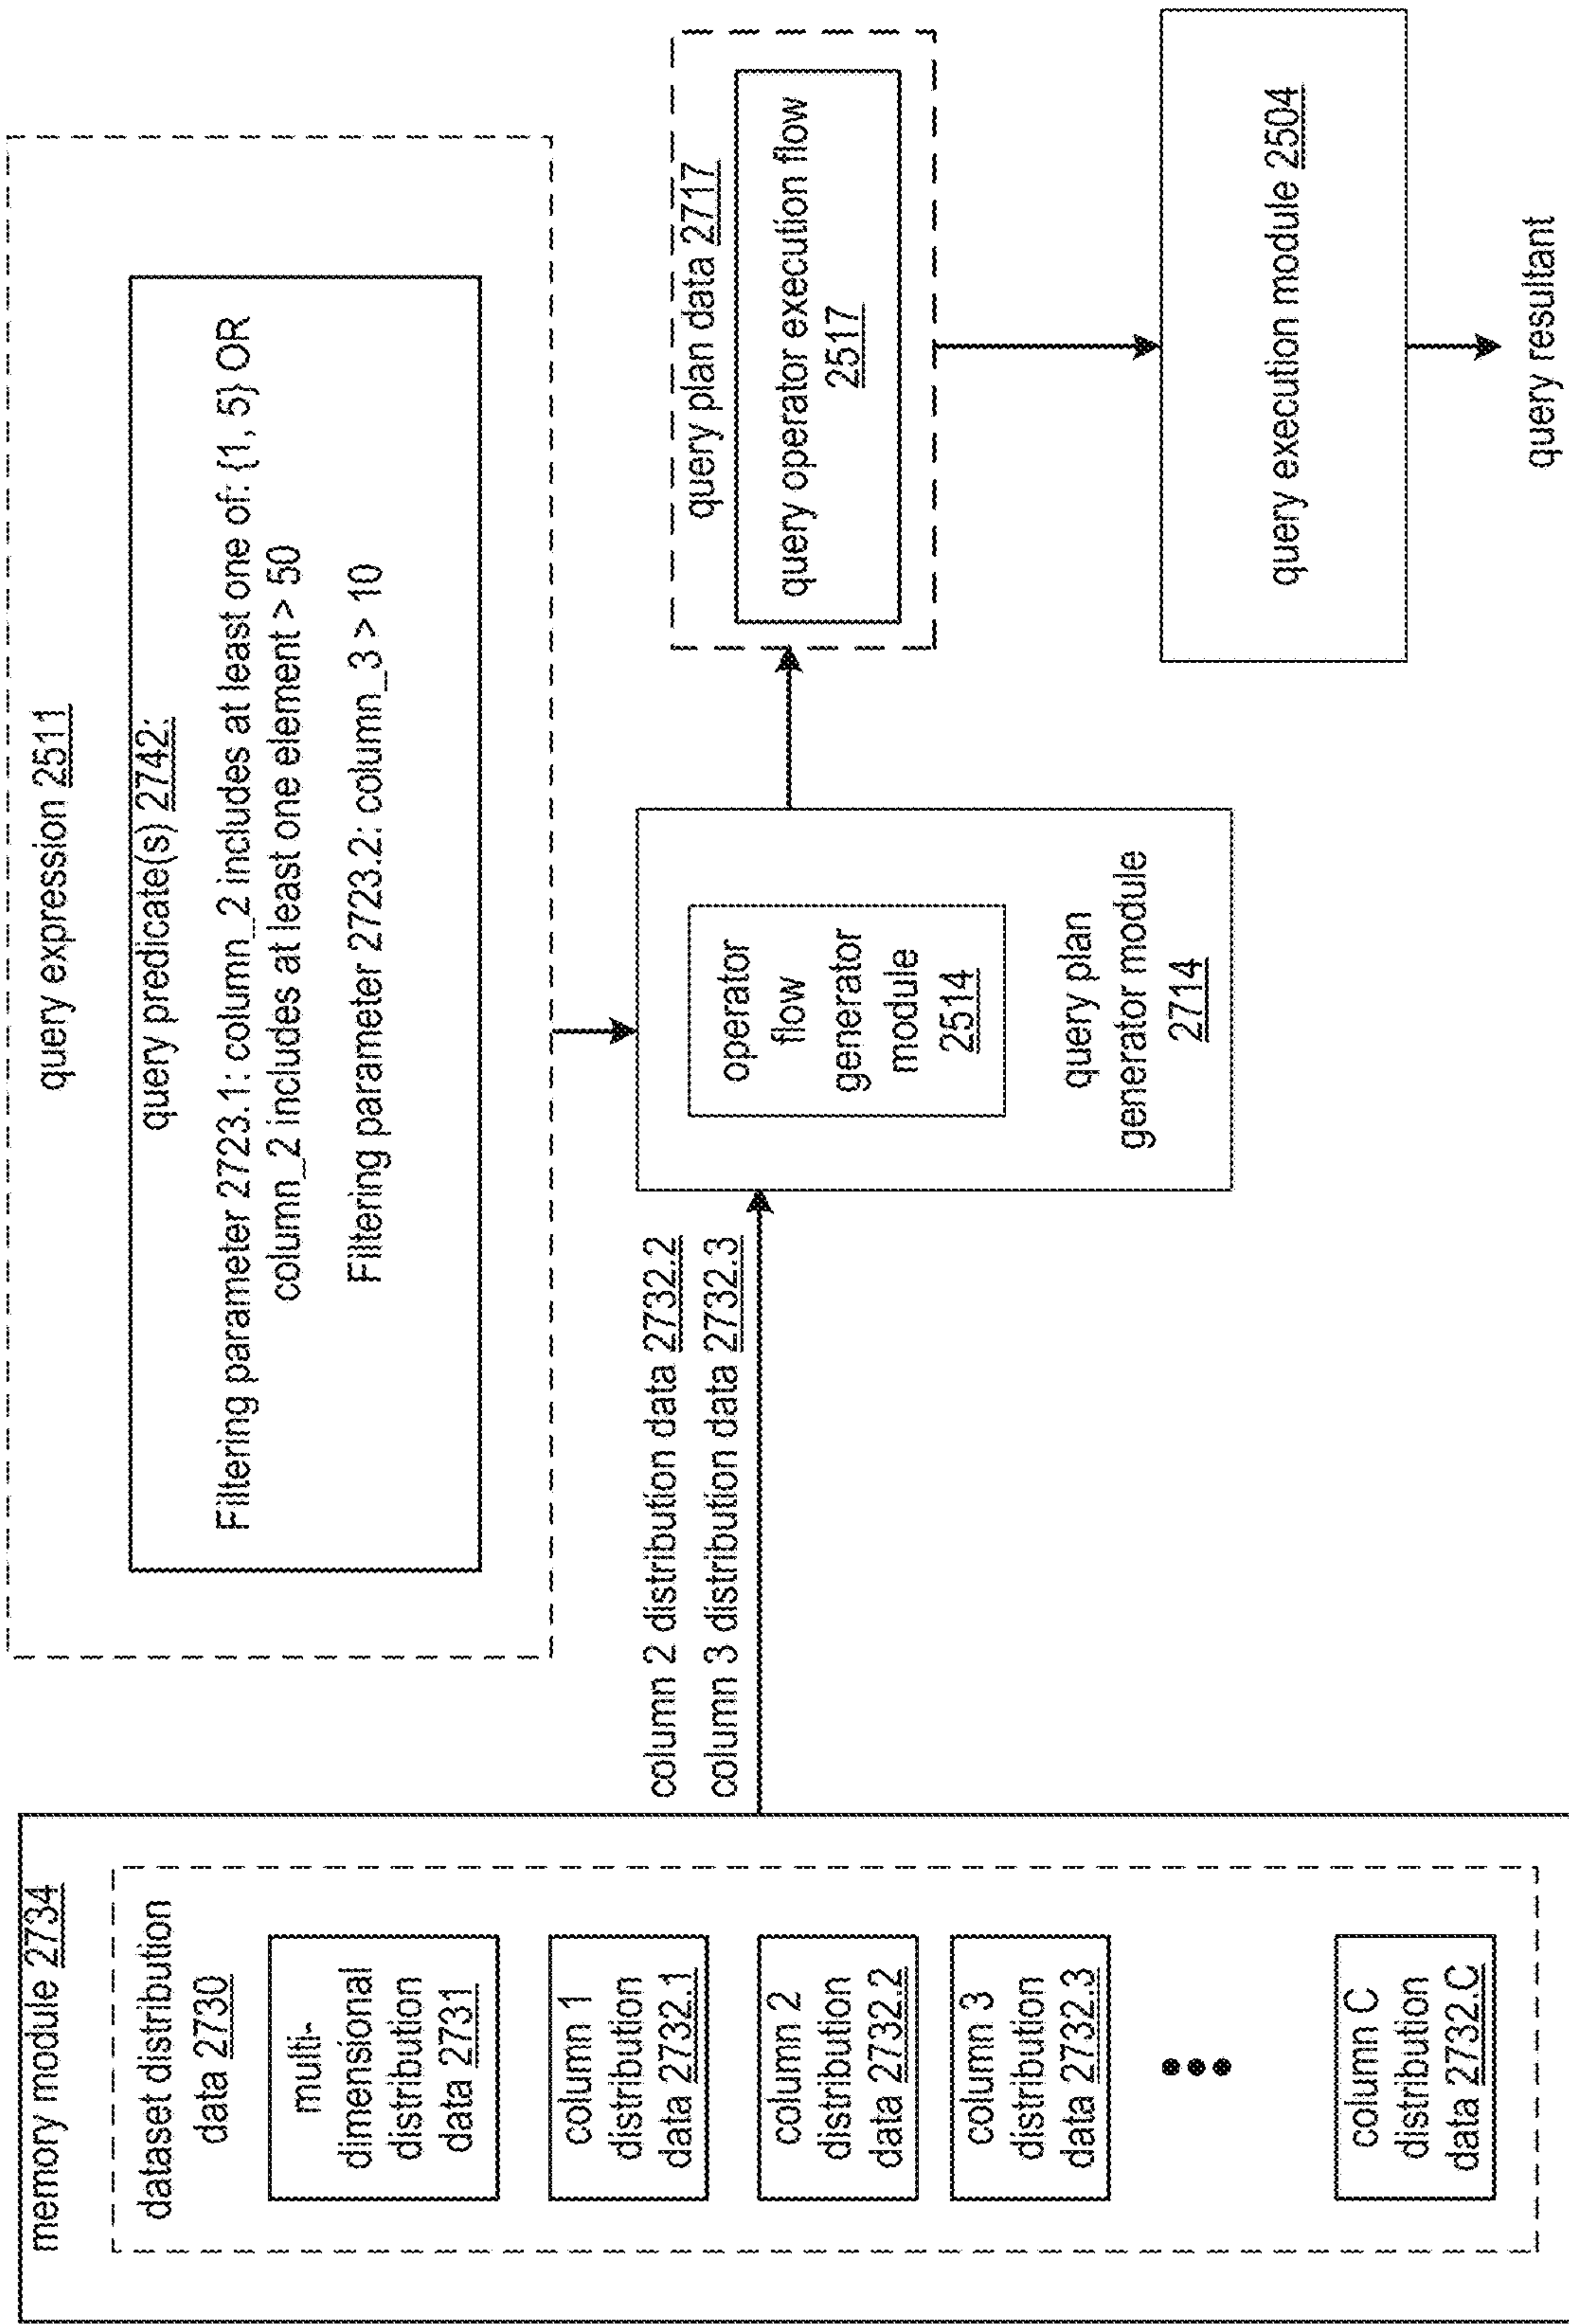 memory module 2734
dataset distribution
data 2730
multi-
dimensional
distribution
data 2731
column 1
distribution
data 2732.1
column 2
distribution
data 2732.2
column 3
distribution
data 2732.3
column C
distribution
data 2732.C
query expression 2511
query predicate(s) 2742:
Filtering parameter 2723.1: column_2 includes at least one of: {1, 5} OR
column_2 includes at least one element > 50
Filtering parameter 2723.2: column_3 > 10
column 2 distribution data 2732.2
column 3 distribution data 2732.3
operator
flow
generator
module
2514
query plan
generator module
2714
query plan data 2717
query operator execution flow
2517
query execution module 2504
query resultant